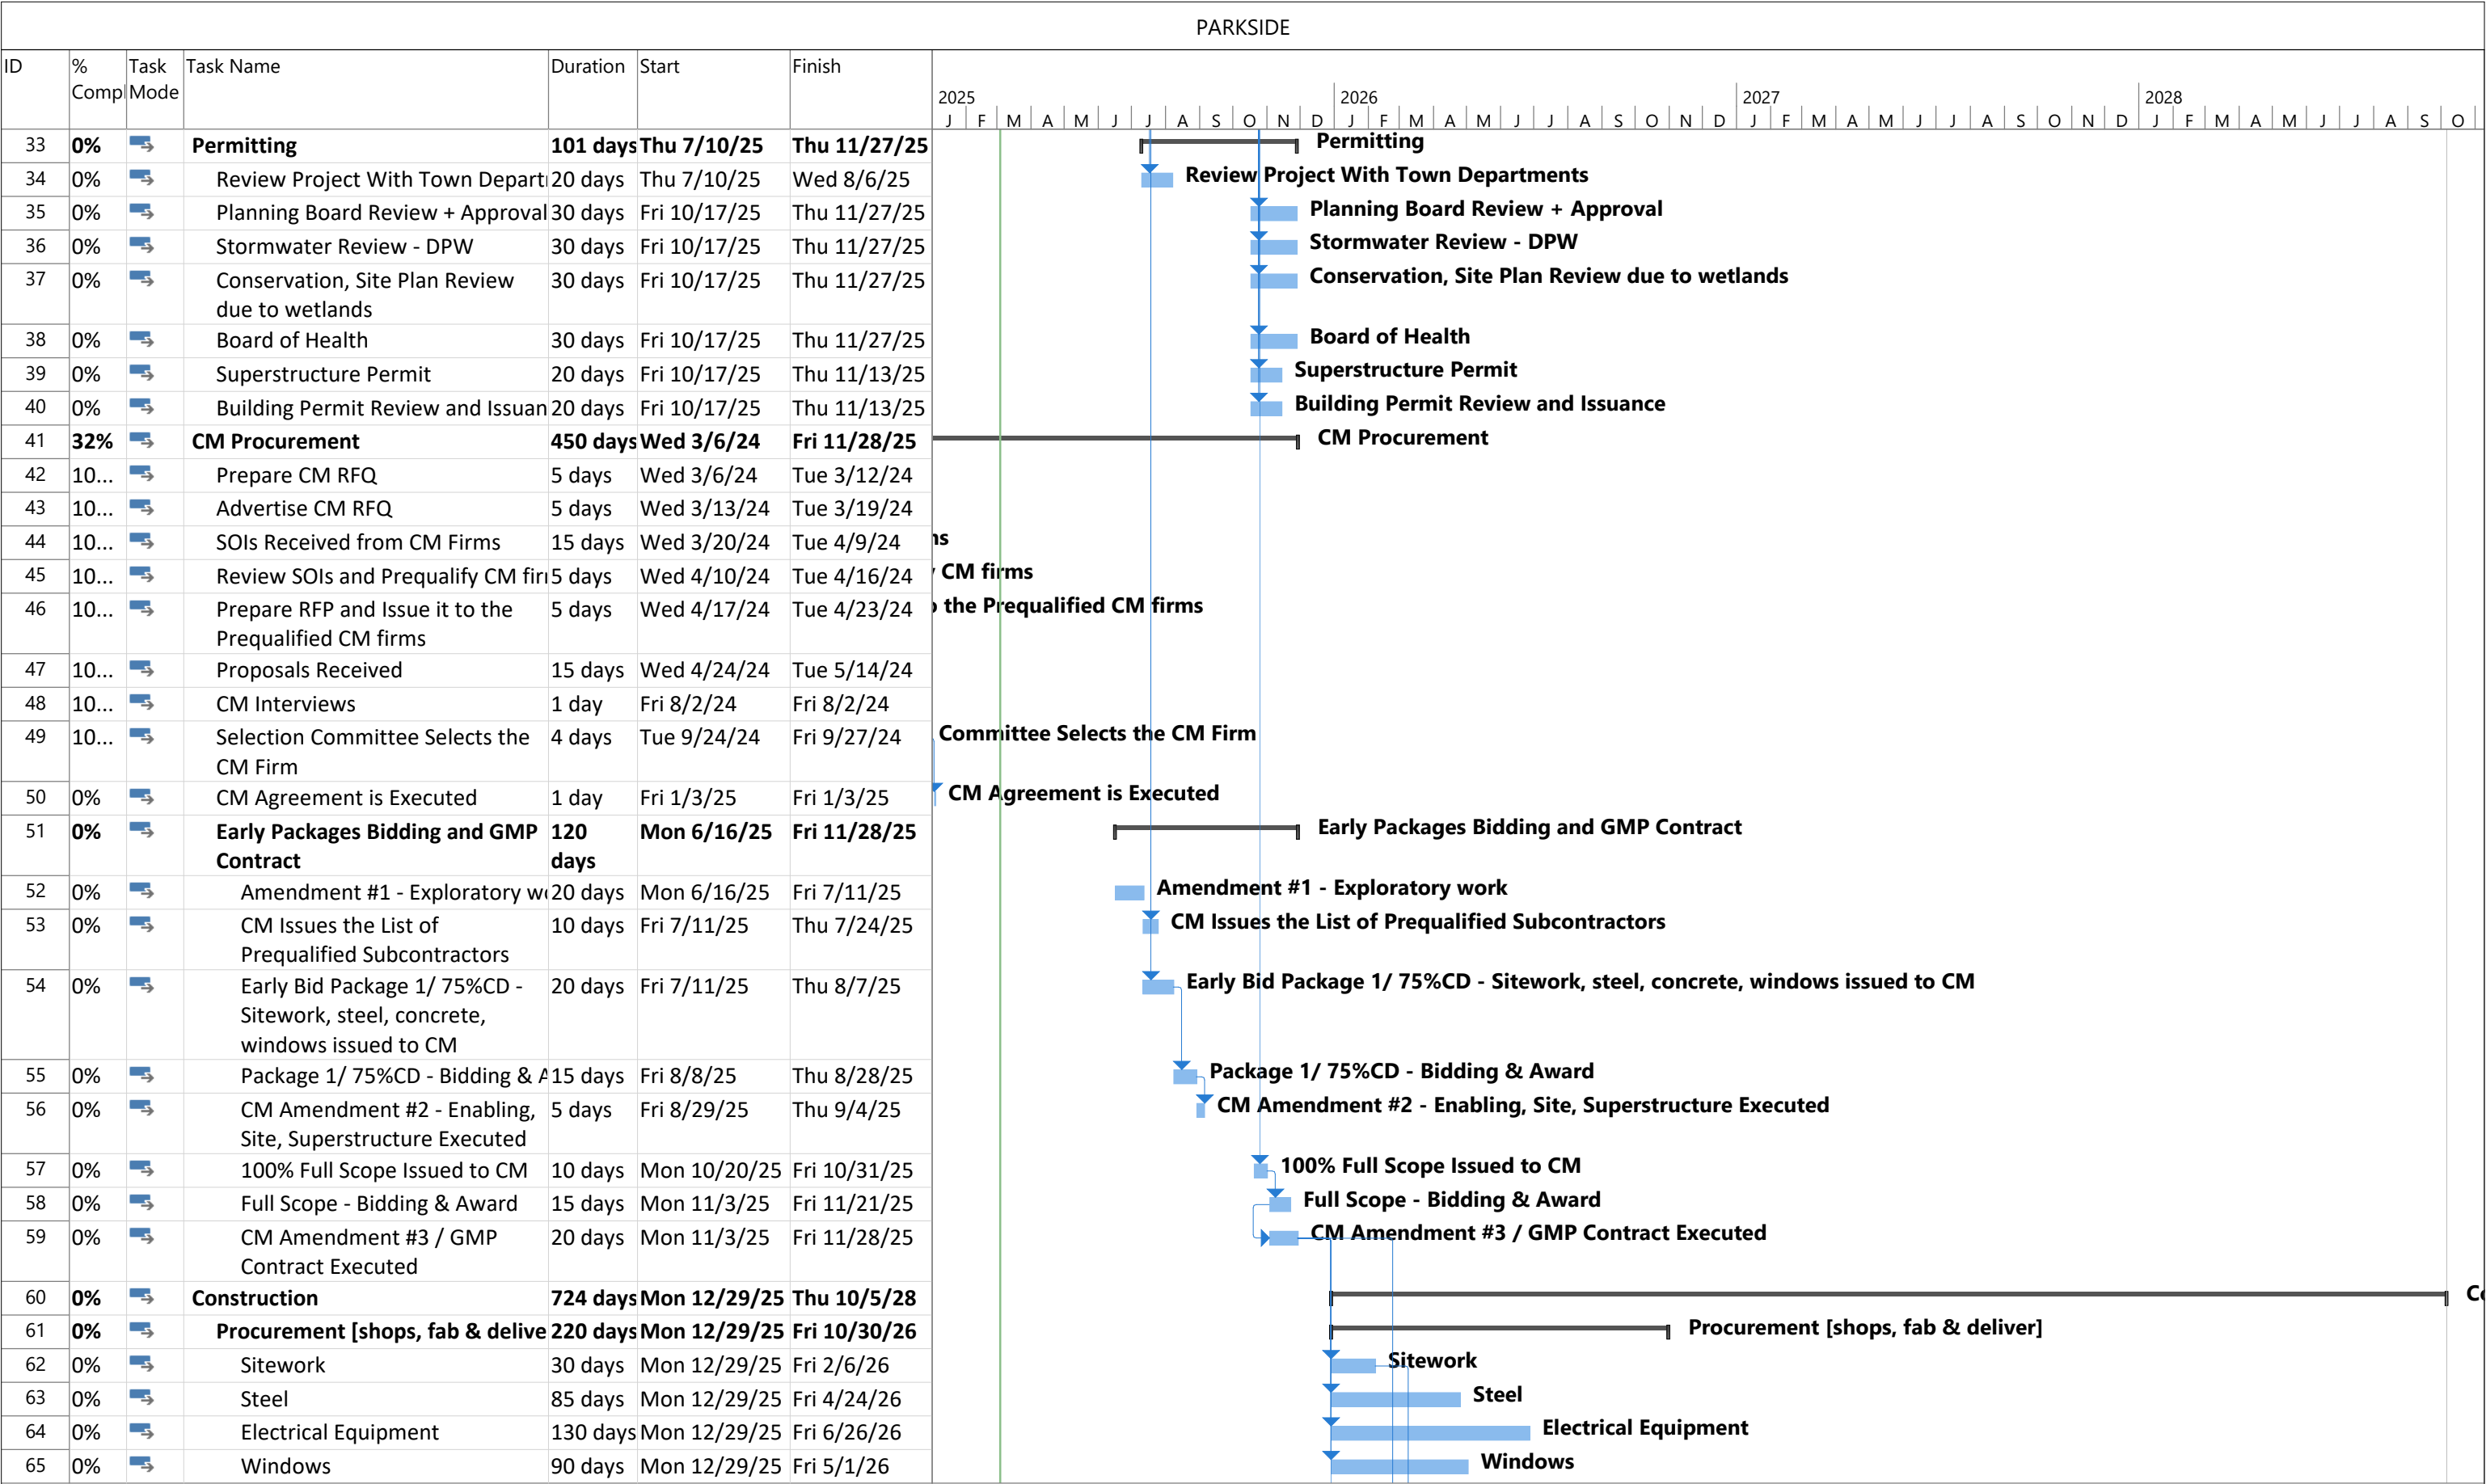 PARKSIDE
ID % Compl Task Mode Task Name Duration Start Finish
2025 2026 2027 2028
J F M A M J J A S O N D J F M A M J J A S O N D J F M A M J J A S O N D J F M A M J J A S O
33 0% Permitting 101 days Thu 7/10/25 Thu 11/27/25 Permitting
34 0% Review Project With Town Departi 20 days Thu 7/10/25 Wed 8/6/25 Review Project With Town Departments
35 0% Planning Board Review + Approval 30 days Fri 10/17/25 Thu 11/27/25 Planning Board Review + Approval
36 0% Stormwater Review - DPW 30 days Fri 10/17/25 Thu 11/27/25 Stormwater Review - DPW
37 0% Conservation, Site Plan Review 30 days Fri 10/17/25 Thu 11/27/25 Conservation, Site Plan Review due to wetlands
due to wetlands
38 0% Board of Health 30 days Fri 10/17/25 Thu 11/27/25 Board of Health
39 0% Superstructure Permit 20 days Fri 10/17/25 Thu 11/13/25 Superstructure Permit
40 0% Building Permit Review and Issuan 20 days Fri 10/17/25 Thu 11/13/25 Building Permit Review and Issuance
41 32% CM Procurement 450 days Wed 3/6/24 Fri 11/28/25 CM Procurement
42 10... Prepare CM RFQ 5 days Wed 3/6/24 Tue 3/12/24
43 10... Advertise CM RFQ 5 days Wed 3/13/24 Tue 3/19/24
44 10... SOIs Received from CM Firms 15 days Wed 3/20/24 Tue 4/9/24 ns
45 10... Review SOIs and Prequalify CM firi 5 days Wed 4/10/24 Tue 4/16/24 CM firms
46 10... Prepare RFP and Issue it to the 5 days Wed 4/17/24 Tue 4/23/24 the Prequalified CM firms
Prequalified CM firms
47 10... Proposals Received 15 days Wed 4/24/24 Tue 5/14/24
48 10... CM Interviews 1 day Fri 8/2/24 Fri 8/2/24
49 10... Selection Committee Selects the 4 days Tue 9/24/24 Fri 9/27/24 Committee Selects the CM Firm
CM Firm
50 0% CM Agreement is Executed 1 day Fri 1/3/25 Fri 1/3/25 CM Agreement is Executed
51 0% Early Packages Bidding and GMP 120 Mon 6/16/25 Fri 11/28/25 Early Packages Bidding and GMP Contract
Contract days
52 0% Amendment #1 - Exploratory wo 20 days Mon 6/16/25 Fri 7/11/25 Amendment #1 - Exploratory work
53 0% CM Issues the List of 10 days Fri 7/11/25 Thu 7/24/25 CM Issues the List of Prequalified Subcontractors
Prequalified Subcontractors
54 0% Early Bid Package 1/ 75%CD - 20 days Fri 7/11/25 Thu 8/7/25 Early Bid Package 1/ 75%CD - Sitework, steel, concrete, windows issued to CM
Sitework, steel, concrete,
windows issued to CM
55 0% Package 1/ 75%CD - Bidding & A 15 days Fri 8/8/25 Thu 8/28/25 Package 1/ 75%CD - Bidding & Award
56 0% CM Amendment #2 - Enabling, 5 days Fri 8/29/25 Thu 9/4/25 CM Amendment #2 - Enabling, Site, Superstructure Executed
Site, Superstructure Executed
57 0% 100% Full Scope Issued to CM 10 days Mon 10/20/25 Fri 10/31/25 100% Full Scope Issued to CM
58 0% Full Scope - Bidding & Award 15 days Mon 11/3/25 Fri 11/21/25 Full Scope - Bidding & Award
59 0% CM Amendment #3 / GMP 20 days Mon 11/3/25 Fri 11/28/25 CM Amendment #3 / GMP Contract Executed
Contract Executed
60 0% Construction 724 days Mon 12/29/25 Thu 10/5/28
61 0% Procurement [shops, fab & delive 220 days Mon 12/29/25 Fri 10/30/26 Procurement [shops, fab & deliver]
62 0% Sitework 30 days Mon 12/29/25 Fri 2/6/26 Sitework
63 0% Steel 85 days Mon 12/29/25 Fri 4/24/26 Steel
64 0% Electrical Equipment 130 days Mon 12/29/25 Fri 6/26/26 Electrical Equipment
65 0% Windows 90 days Mon 12/29/25 Fri 5/1/26 Windows